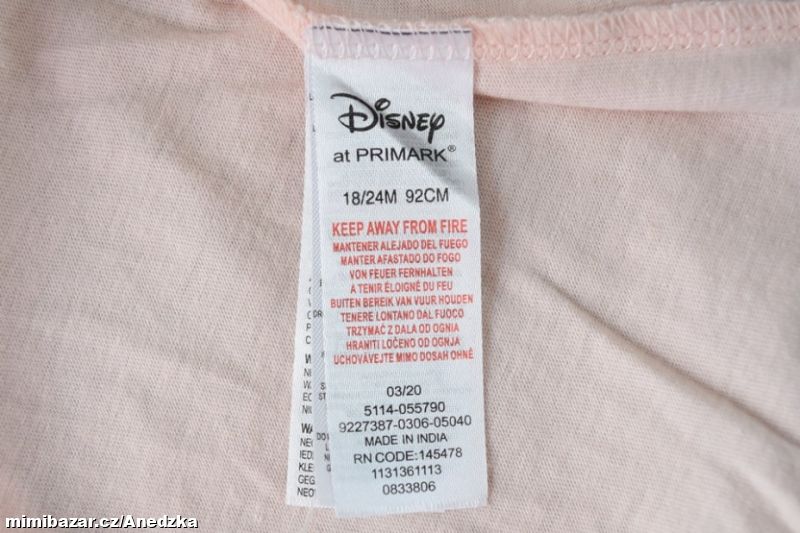 Disney
at PRIMARK®
18/24M 92CM
KEEP AWAY FROM FIRE
MANTENER ALEJADO DEL FUEGO
MANTER AFASTADO DO FOGO
VON FEUER FERNHALTEN
A TENIR ÉLOIGNÉ DU FEU
BUITEN BEREIK VAN VUUR HOUDEN
TENERE LONTANO DAL FUOCO
TRZYMAĆ Z DALA OD OGNIA
HRANITI LOČENO OD OGNJA
UCHOVÁVEJTE MIMO DOSAH OHNĚ
03/20
5114-055790
9227387-0306-05040
MADE IN INDIA
RN CODE:145478
1131361113
0833806
mimibazar.cz/Anedzka